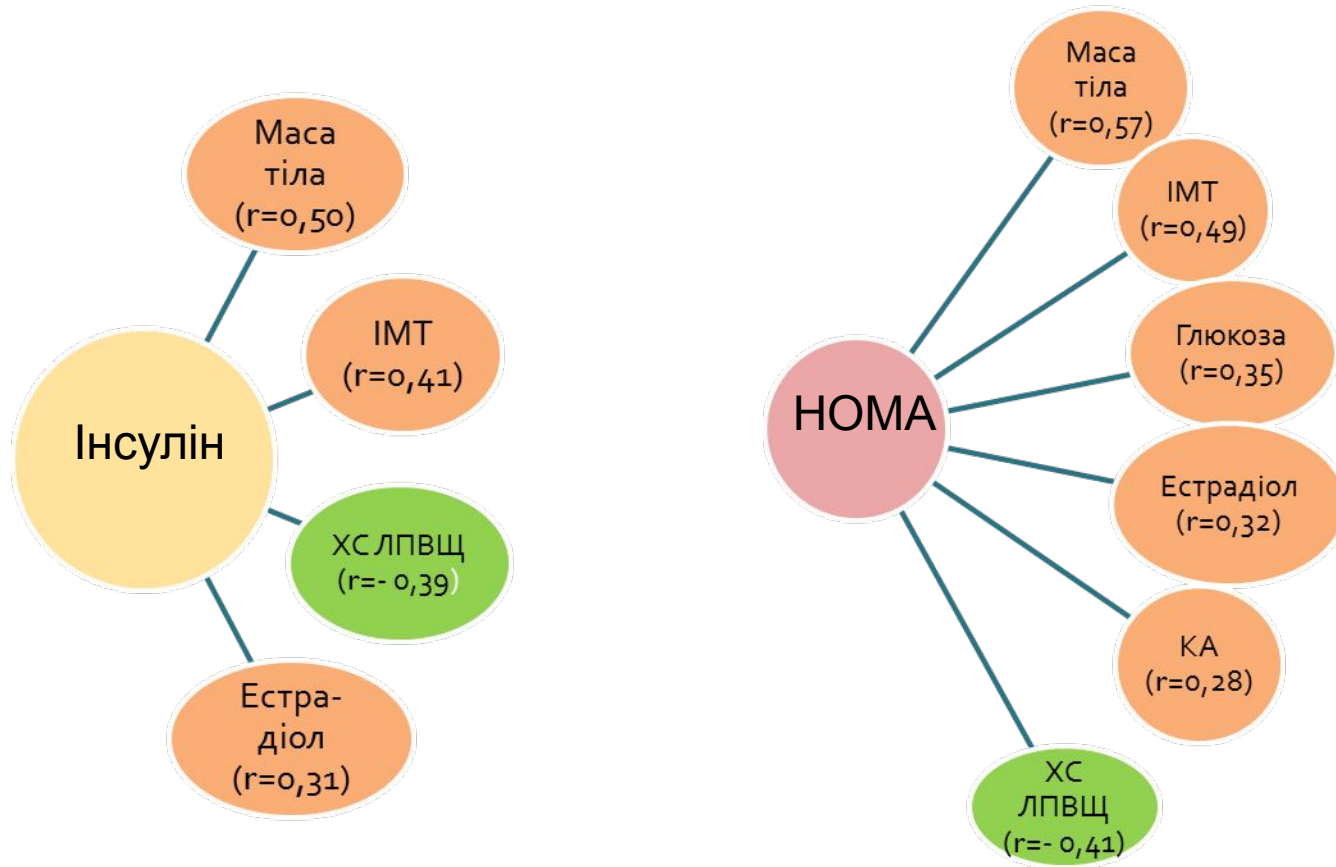 Інсулін
Маса
тіла
(r=0,50)
ІМТ
(r=0,41)
ХС ЛПВЩ
(r=- 0,39)
Естра-
діол
(r=0,31)
НОМА
Маса
тіла
(r=0,57)
ІМТ
(r=0,49)
Глюкоза
(r=0,35)
Естрадіол
(r=0,32)
КА
(r=0,28)
ХС
ЛПВЩ
(r=- 0,41)